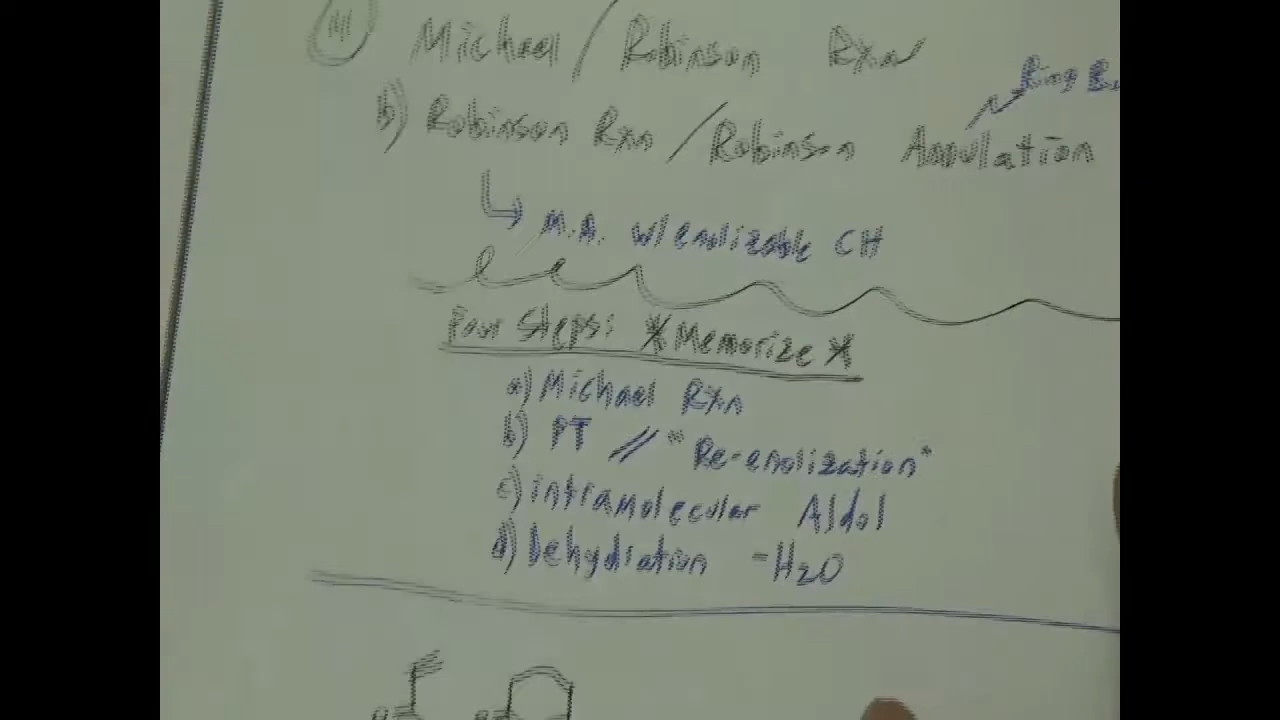 Michael / Robinson Rxn
Ring
b) Robinson Rxn / Robinson Annulation
M.A. w/enolizable CH
Four Steps: *Memorize*
a) Michael Rxn
b) PT // "Re-enolization"
c) intramolecular Aldol
d) Dehydration -H2O